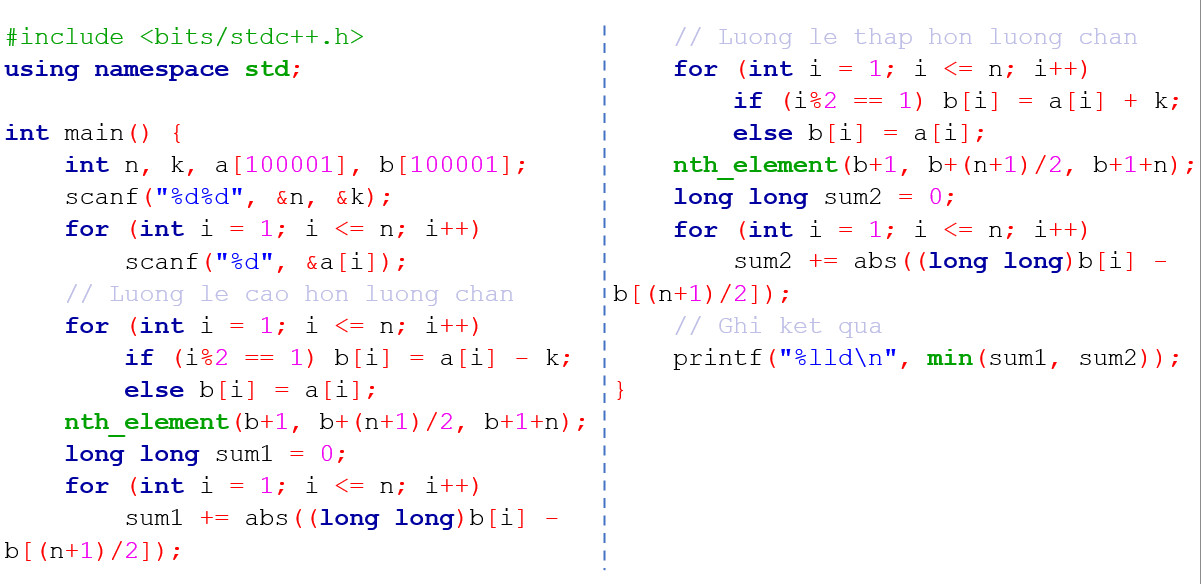 #include <bits/stdc++.h>
using namespace std;

int main() {
    int n, k, a[100001], b[100001];
    scanf("%d%d", &n, &k);
    for (int i = 1; i <= n; i++)
        scanf("%d", &a[i]);
    // Luong le cao hon luong chan
    for (int i = 1; i <= n; i++)
        if (i%2 == 1) b[i] = a[i] - k;
        else b[i] = a[i];
    nth_element(b+1, b+(n+1)/2, b+1+n);
    long long sum1 = 0;
    for (int i = 1; i <= n; i++)
        sum1 += abs((long long)b[i] -
b[(n+1)/2]);
    // Luong le thap hon luong chan
    for (int i = 1; i <= n; i++)
        if (i%2 == 1) b[i] = a[i] + k;
        else b[i] = a[i];
    nth_element(b+1, b+(n+1)/2, b+1+n);
    long long sum2 = 0;
    for (int i = 1; i <= n; i++)
        sum2 += abs((long long)b[i] -
b[(n+1)/2]);
    // Ghi ket qua
    printf("%lld\n", min(sum1, sum2));
}